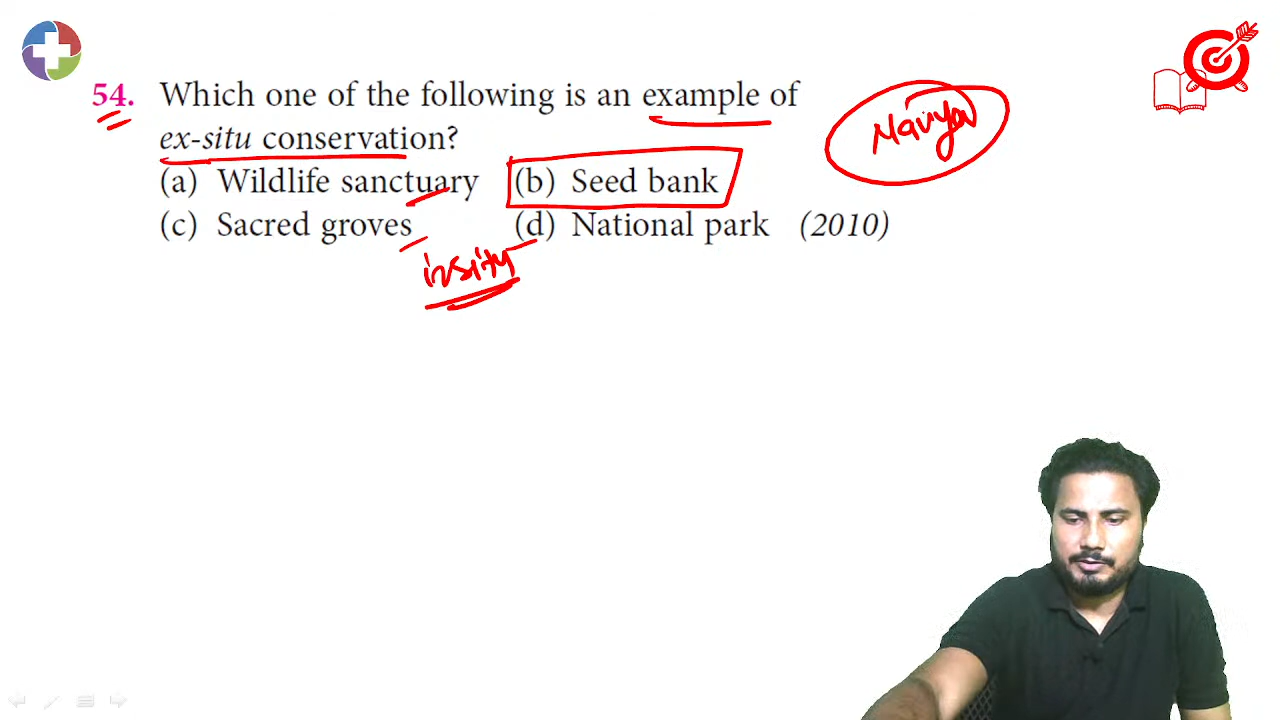 54. Which one of the following is an example of
ex-situ conservation?
(a) Wildlife sanctuary (b) Seed bank
(c) Sacred groves (d) National park (2010)
insity